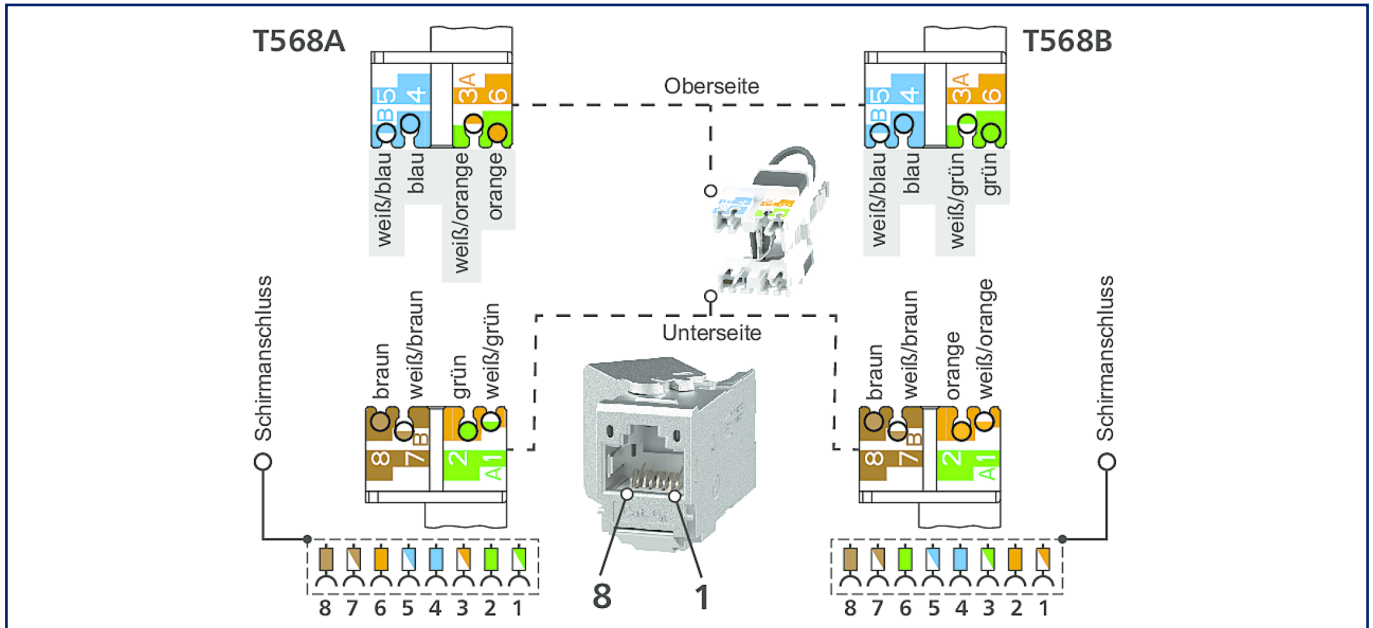 T568A
T568B
Oberseite
B5
4
3A
6
B5
4
3A
6
weiß/blau
blau
weiß/orange
orange
weiß/blau
blau
weiß/grün
grün
Unterseite
Schirmanschluss
braun
weiß/braun
grün
weiß/grün
braun
weiß/braun
orange
weiß/orange
Schirmanschluss
8
7B
2
A1
8
7B
2
A1
8 7 6 5 4 3 2 1
8 1
8 7 6 5 4 3 2 1